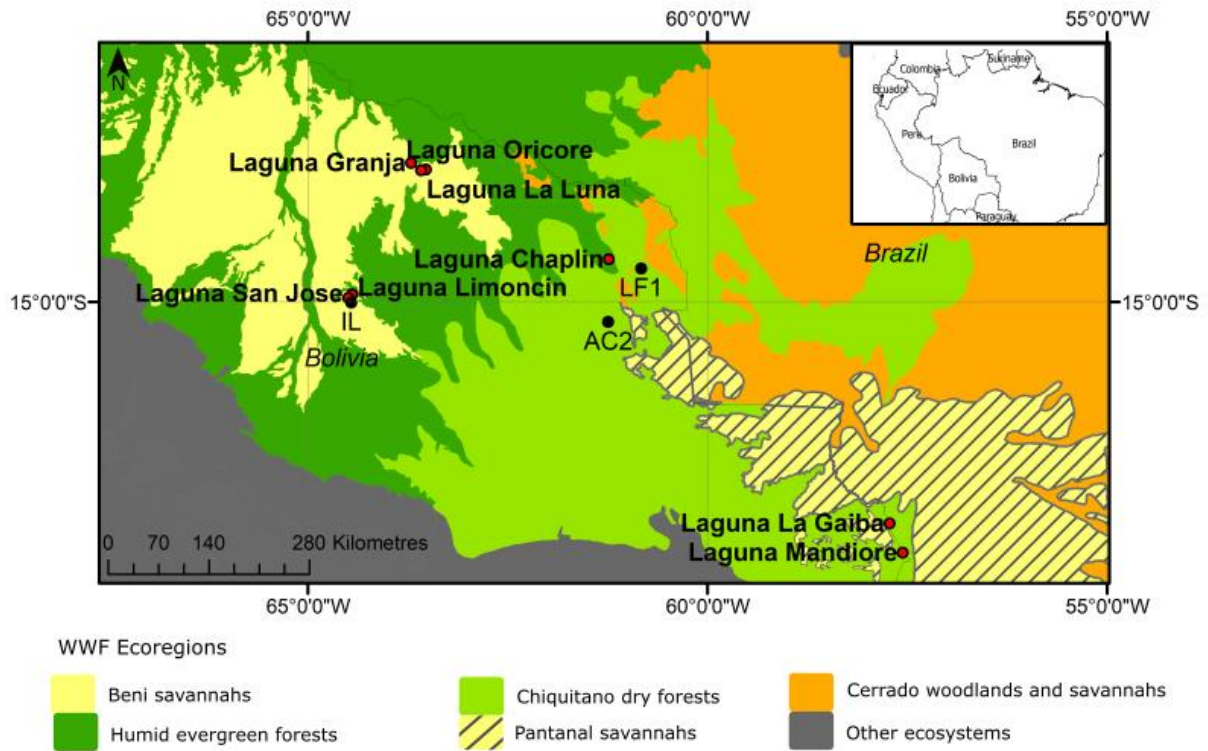 65°0'0"W
60°0'0"W
55°0'0"W
N
Colombia
Suriname
Ecuador
Peru
Brazil
Bolivia
Paraguay
Laguna Oricore
Laguna Granja
Laguna La Luna
Brazil
Laguna Chaplin
LF1
Laguna Limoncin
Laguna San Jose
15°0'0"S
15°0'0"S
IL
AC2
Bolivia
Laguna La Gaiba
Laguna Mandiore
0 70 140 280 Kilometres
65°0'0"W
60°0'0"W
55°0'0"W
WWF Ecoregions
Beni savannahs
Chiquitano dry forests
Cerrado woodlands and savannahs
Humid evergreen forests
Pantanal savannahs
Other ecosystems